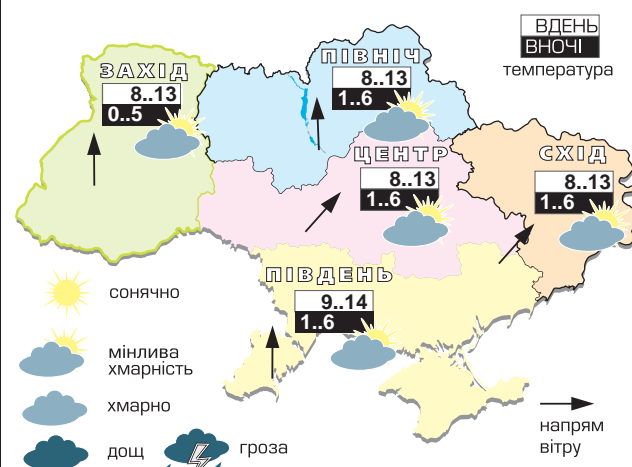 ВДЕНЬ
ВНОЧІ
температура
ЗАХІД
8..13
0..5
ПІВНІЧ
8..13
1..6
ЦЕНТР
8..13
1..6
СХІД
8..13
1..6
ПІВДЕНЬ
9..14
1..6
сонячно
мінлива
хмарність
хмарно
дощ
гроза
напрям
вітру